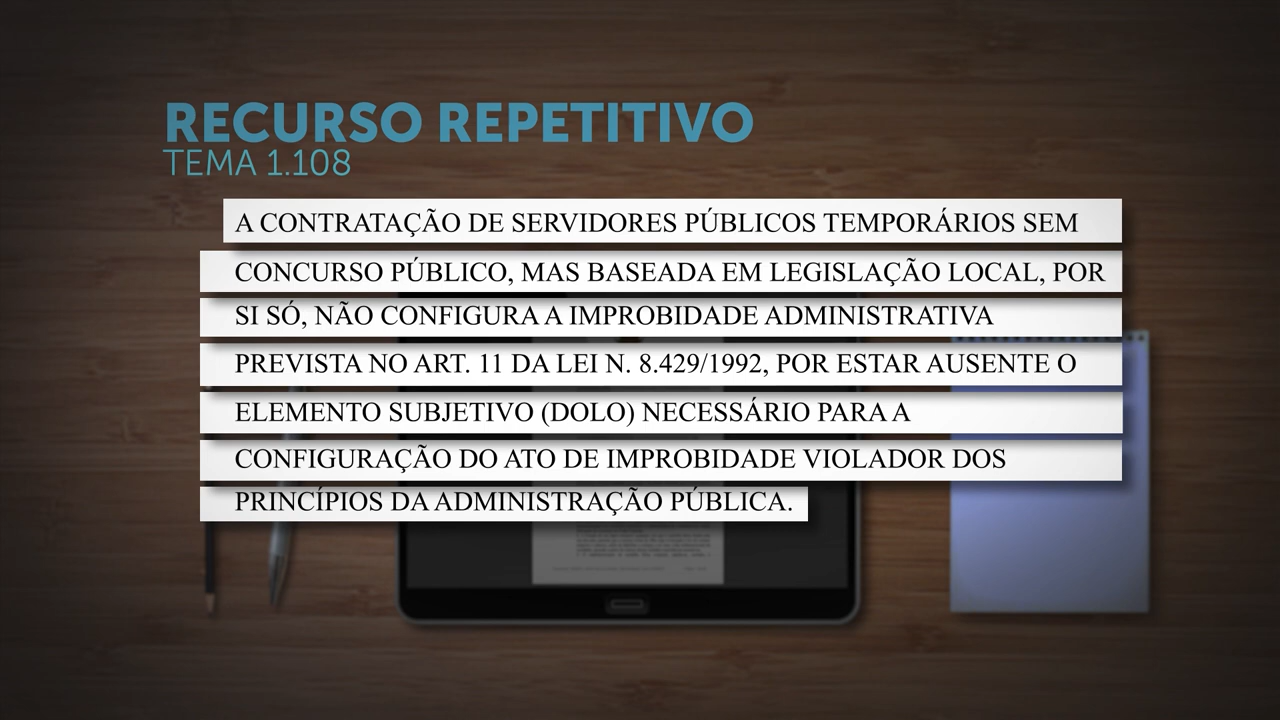 RECURSO REPETITIVO
TEMA 1.108
A CONTRATAÇÃO DE SERVIDORES PÚBLICOS TEMPORÁRIOS SEM
CONCURSO PÚBLICO, MAS BASEADA EM LEGISLAÇÃO LOCAL, POR
SI SÓ, NÃO CONFIGURA A IMPROBIDADE ADMINISTRATIVA
PREVISTA NO ART. 11 DA LEI N. 8.429/1992, POR ESTAR AUSENTE O
ELEMENTO SUBJETIVO (DOLO) NECESSÁRIO PARA A
CONFIGURAÇÃO DO ATO DE IMPROBIDADE VIOLADOR DOS
PRINCÍPIOS DA ADMINISTRAÇÃO PÚBLICA.